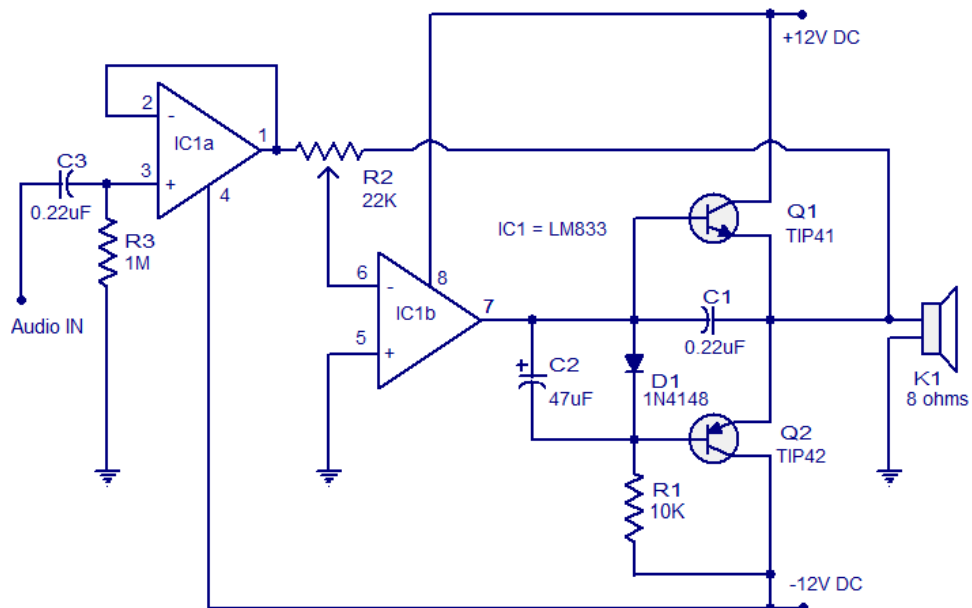 +12V DC
2
-
IC1a
1
C3
3
+
4
0.22uF
R3
1M
Audio IN
R2
22K
IC1 = LM833
Q1
TIP41
6
-
8
IC1b
7
5
+
C1
0.22uF
+
C2
47uF
D1
1N4148
K1
8 ohms
Q2
TIP42
R1
10K
-12V DC